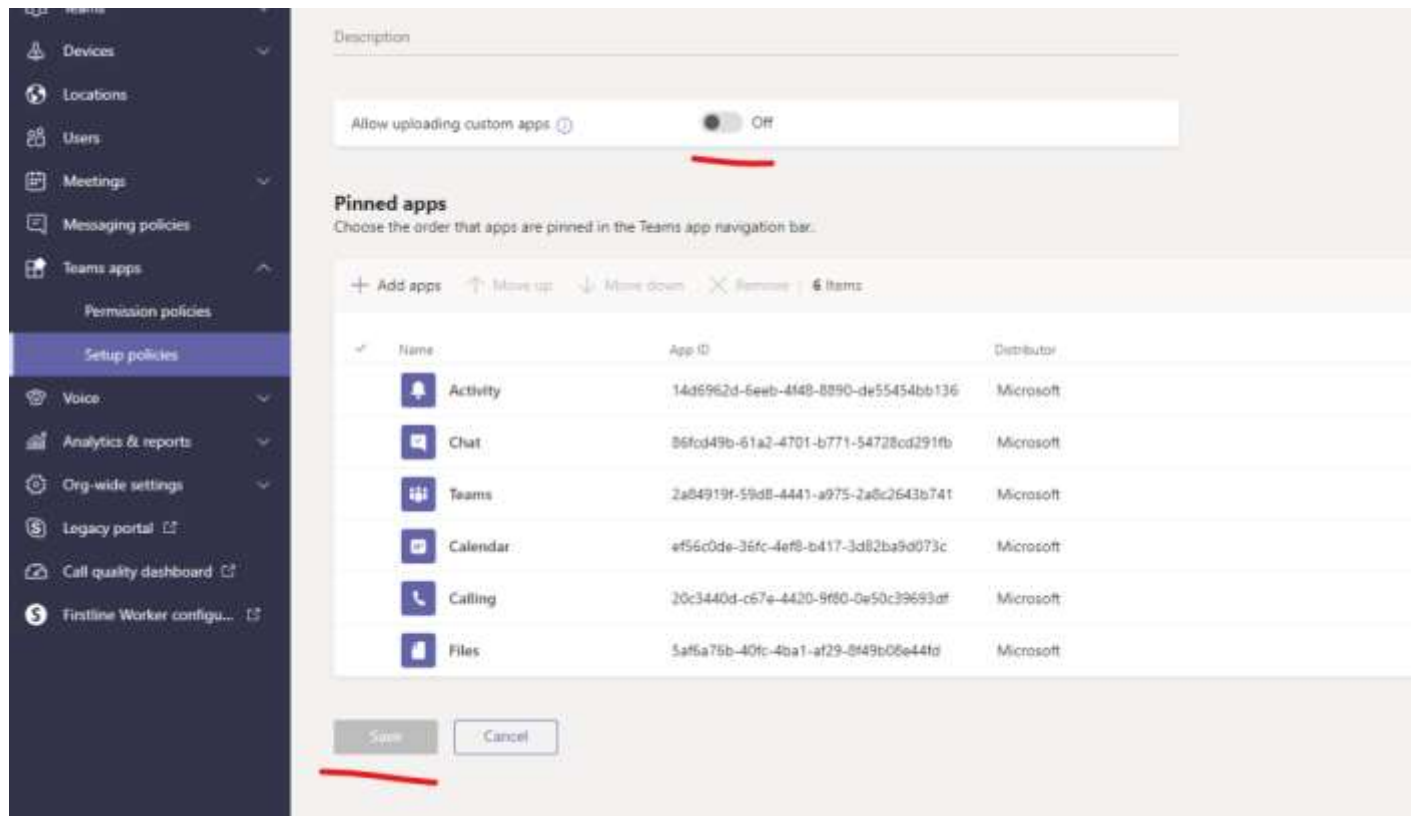 Teams
Devices
Locations
Users
Meetings
Messaging policies
Teams apps
Permission policies
Setup policies
Voice
Analytics & reports
Org-wide settings
Legacy portal
Call quality dashboard
Firstline Worker configu...
Description
Allow uploading custom apps Off
Pinned apps
Choose the order that apps are pinned in the Teams app navigation bar.
Add apps Move up Move down Remove 6 items
Name App ID Distributor
Activity 14d6962d-6eeb-4f48-8890-de55454bb136 Microsoft
Chat 86fcd49b-61a2-4701-b771-54728cd291fb Microsoft
Teams 2a84919f-59d8-4441-a975-2a8c2643b741 Microsoft
Calendar ef56c0de-36fc-4ef8-b417-3d82ba9d073c Microsoft
Calling 20c3440d-c67e-4420-9f80-0e50c39693df Microsoft
Files 5af6a76b-40fc-4ba1-af29-8f49b08e44fd Microsoft
Save Cancel